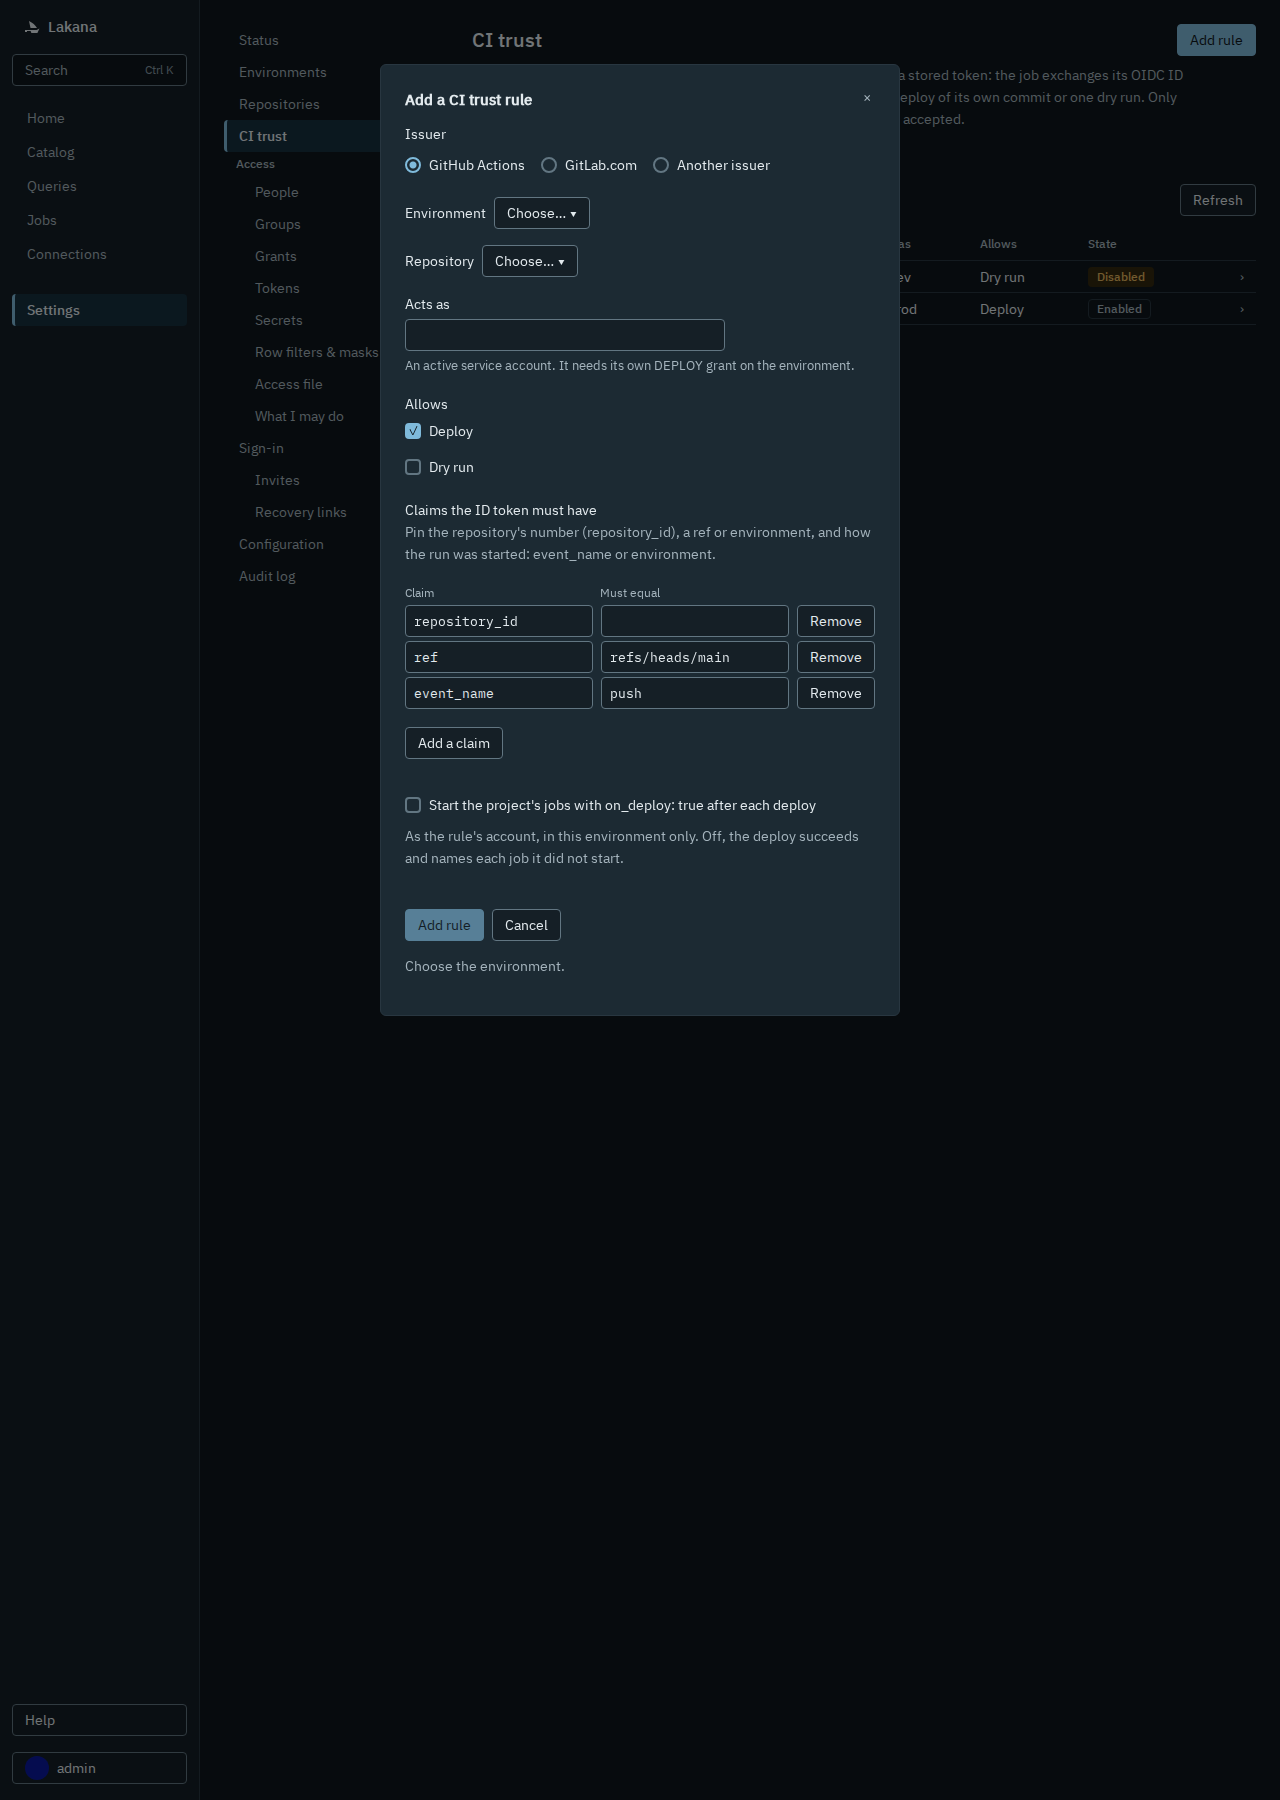 Lakana
Search Ctrl K
Home
Catalog
Queries
Jobs
Connections
Settings
Help
admin
Status
Environments
Repositories
CI trust
Access
People
Groups
Grants
Tokens
Secrets
Row filters & masks
Access file
What I may do
Sign-in
Invites
Recovery links
Configuration
Audit log
CI trust
Add rule
a stored token: the job exchanges its OIDC ID
eploy of its own commit or one dry run. Only
accepted.
Refresh
as Allows State
ev Dry run Disabled ›
rod Deploy Enabled ›
Add a CI trust rule ×
Issuer
GitHub Actions GitLab.com Another issuer
Environment Choose... ▾
Repository Choose... ▾
Acts as
An active service account. It needs its own DEPLOY grant on the environment.
Allows
Deploy
Dry run
Claims the ID token must have
Pin the repository's number (repository_id), a ref or environment, and how
the run was started: event_name or environment.
Claim Must equal
repository_id Remove
ref refs/heads/main Remove
event_name push Remove
Add a claim
Start the project's jobs with on_deploy: true after each deploy
As the rule's account, in this environment only. Off, the deploy succeeds
and names each job it did not start.
Add rule Cancel
Choose the environment.